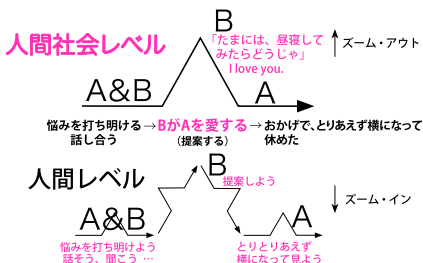 人間社会レベル
B
「たまには、昼寝して
みたらどうじゃ」
I love you.
ズーム・アウト
A&B
A
悩みを打ち明ける→BがAを愛する→おかげで、とりあえず横になって
話し合う
(提案する)
休めた
人間レベル
B
提案しよう
ズーム・イン
A&B
A
悩みを打ち明けよう
話そう、聞こう …
とりとりあえず
横になって見よう